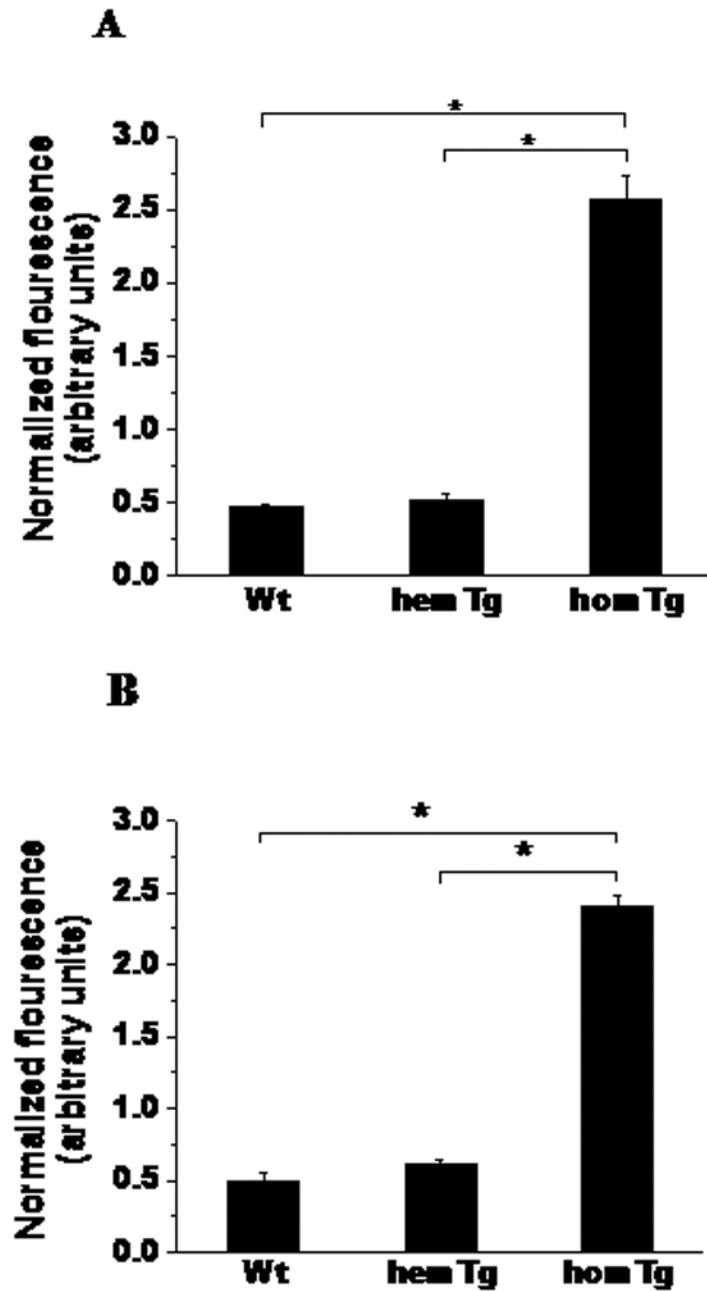 A
*
*
3.0
2.5
2.0
1.5
1.0
0.5
0.0
Normalized flourescence
(arbitrary units)
Wt hem Tg hom Tg
B
*
*
3.0
2.5
2.0
1.5
1.0
0.5
0.0
Normalized flourescence
(arbitrary units)
Wt hem Tg hom Tg